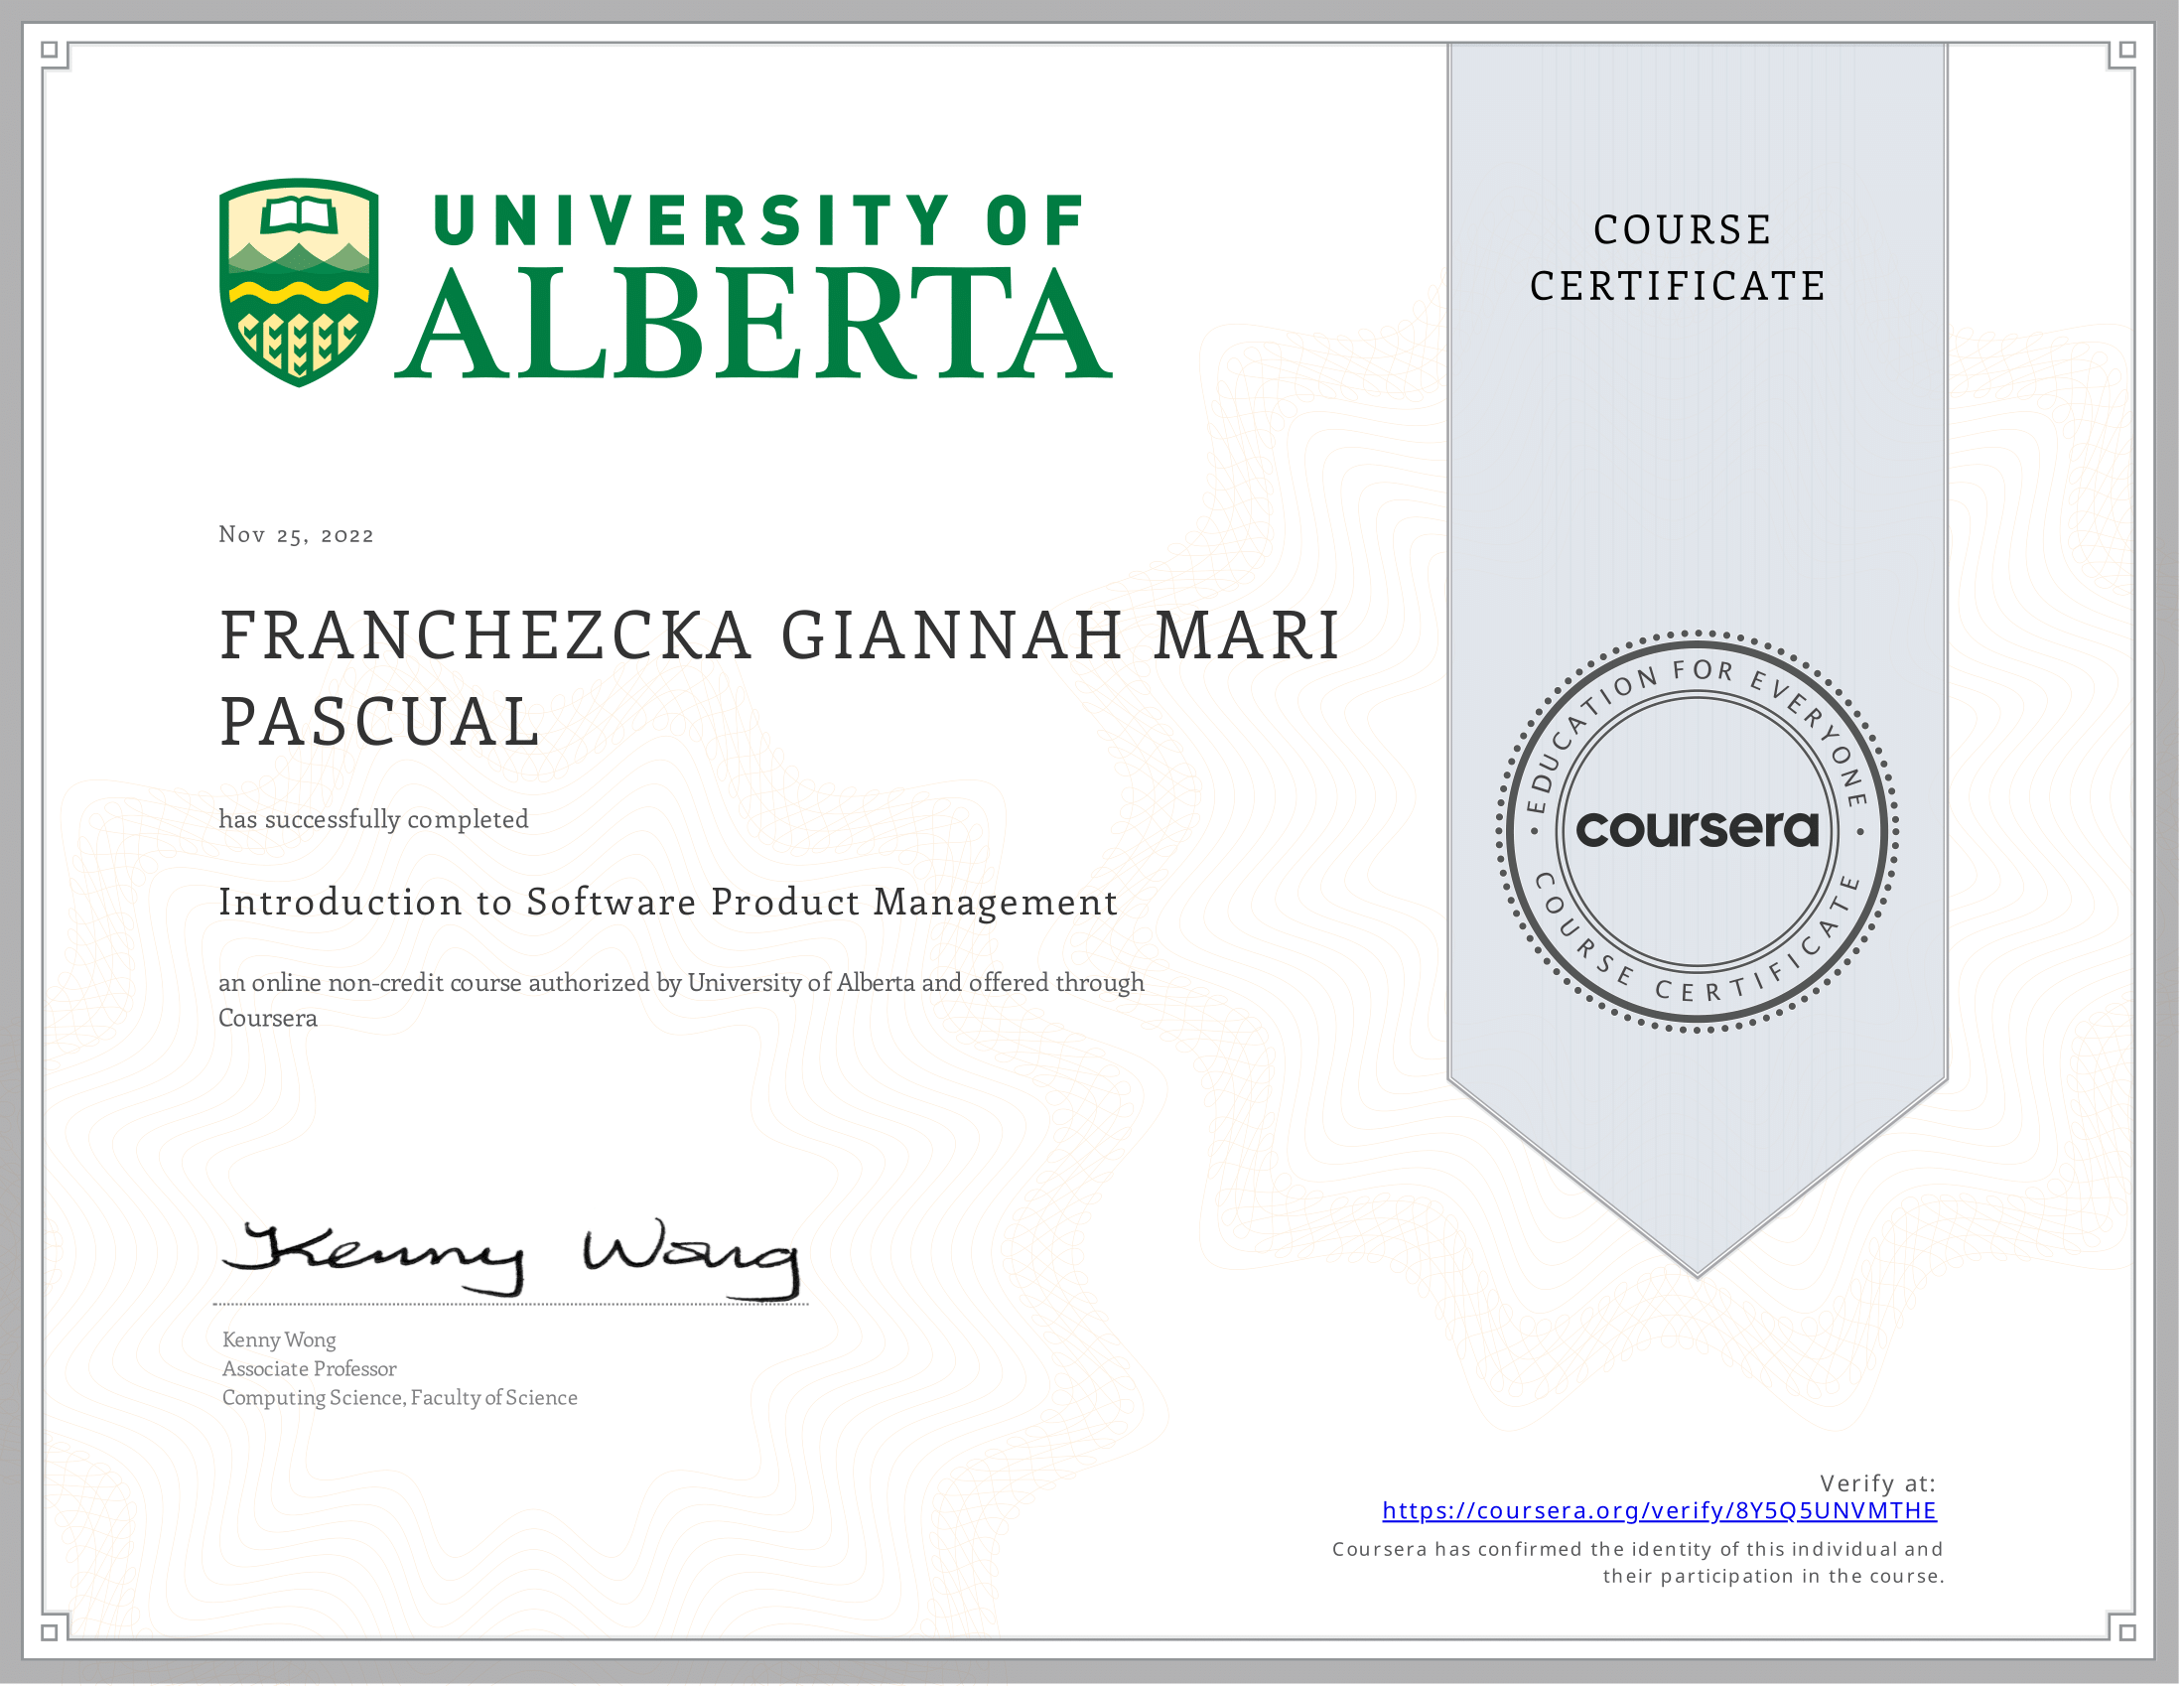 UNIVERSITY OF
ALBERTA
COURSE
CERTIFICATE
Nov 25, 2022
FRANCHEZCKA GIANNAH MARI
PASCUAL
has successfully completed
Introduction to Software Product Management
an online non-credit course authorized by University of Alberta and offered through
Coursera
EDUCATION FOR EVERYONE
coursera
COURSE CERTIFICATE
Kenny Wong
Kenny Wong
Associate Professor
Computing Science, Faculty of Science
Verify at:
https://coursera.org/verify/8Y5Q5UNVMTHE
Coursera has confirmed the identity of this individual and
their participation in the course.